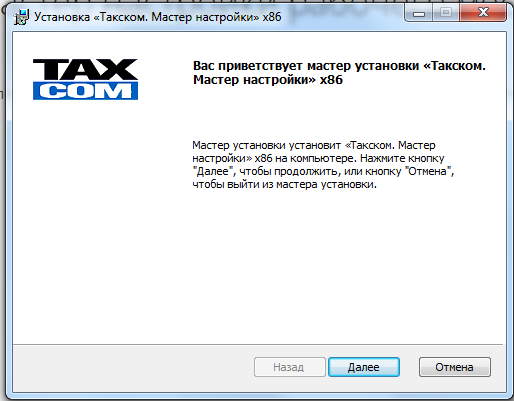 Установка «Такском. Мастер настройки» x86
TAX
COM
Вас приветствует мастер установки «Такском.
Мастер настройки» x86
Мастер установки установит «Такском. Мастер
настройки» x86 на компьютере. Нажмите кнопку
"Далее", чтобы продолжить, или кнопку "Отмена",
чтобы выйти из мастера установки.
Назад
Далее
Отмена